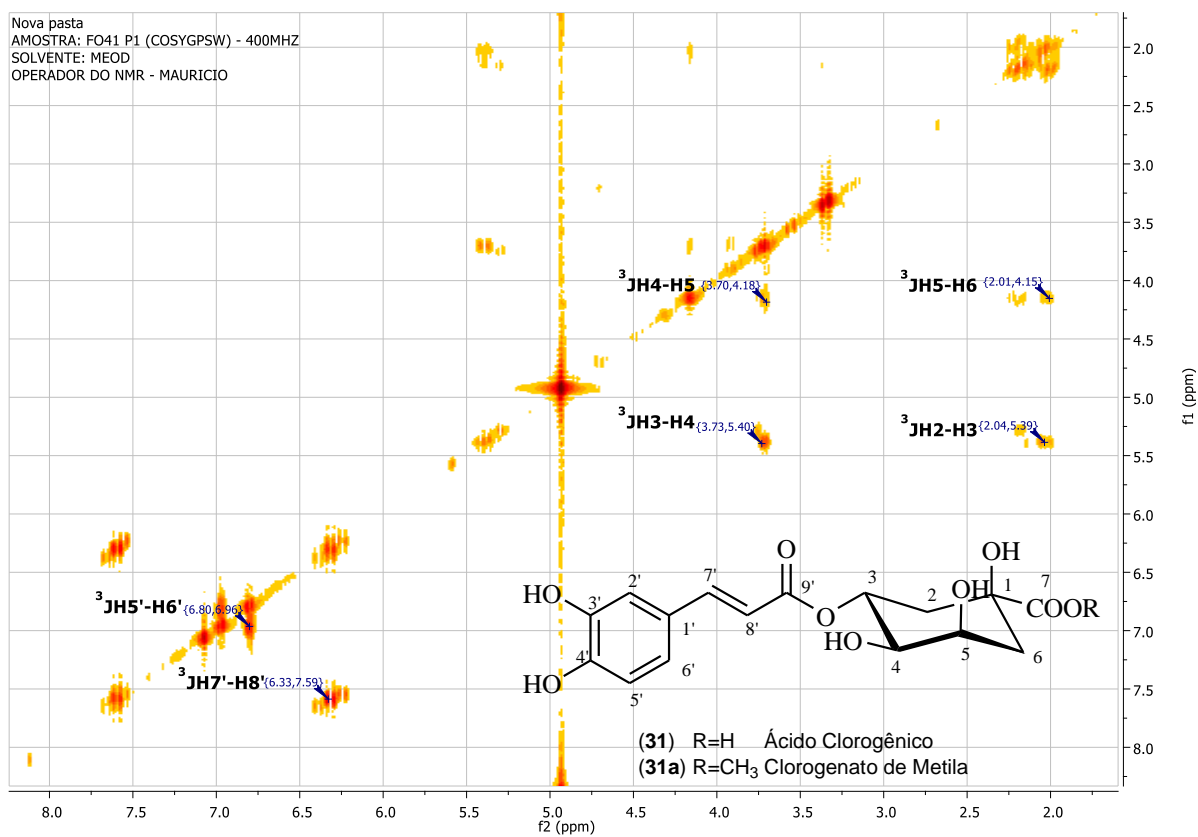 Nova pasta
AMOSTRA: FO41 P1 (COSYGPSW) - 400MHZ
SOLVENTE: MEOD
OPERADOR DO NMR - MAURICIO
2.0
2.5
3.0
3.5
4.0
4.5
5.0
5.5
6.0
6.5
7.0
7.5
8.0
f1 (ppm)
³JH4-H5 {3.70,4.18}
³JH5-H6 {2.01,4.15}
³JH3-H4 {3.73,5.40}
³JH2-H3 {2.04,5.39}
³JH5'-H6' {6.80,6.96}
³JH7'-H8' {6.33,7.59}
O
OH
7'
9'
3
OH
1
7
HO
2'
3'
2
COOR
8'
O
1'
HO
4
5
6
4'
6'
HO
5'
(31) R=H Ácido Clorogênico
(31a) R=CH₃ Clorogenato de Metila
8.0 7.5 7.0 6.5 6.0 5.5 5.0 4.5 4.0 3.5 3.0 2.5 2.0
f2 (ppm)